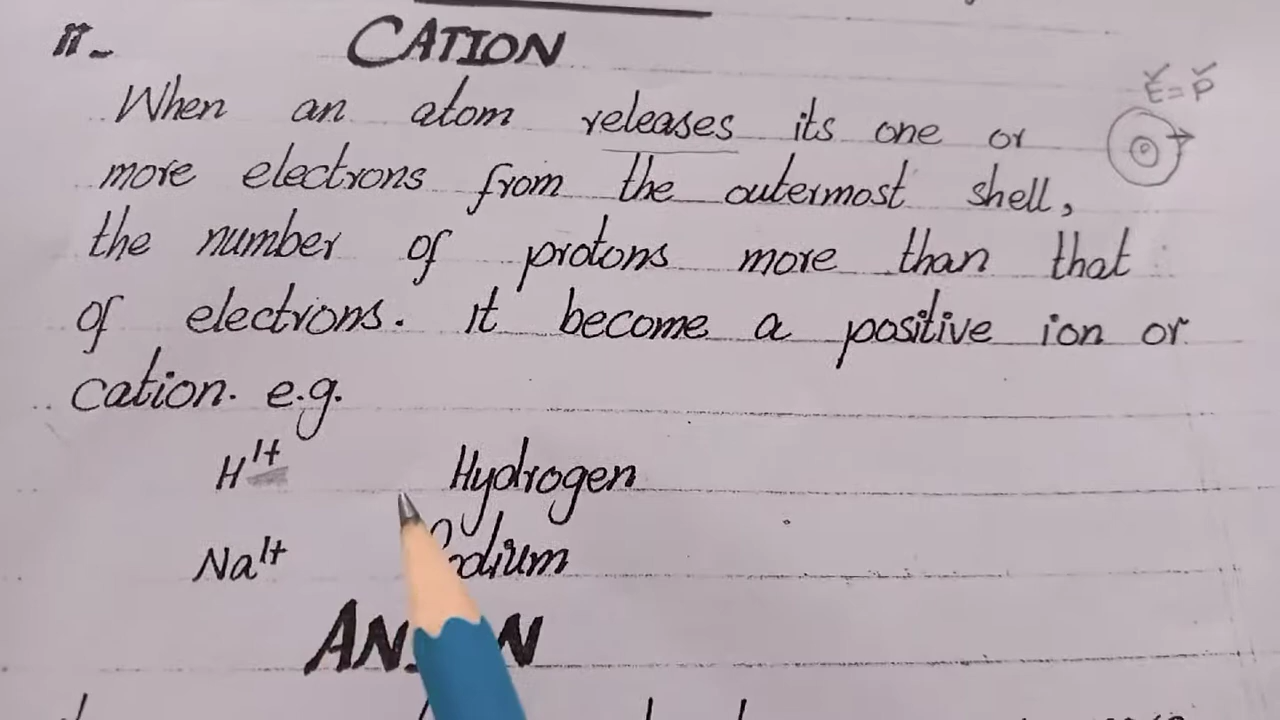 ii- CATION
E = P
When an atom releases its one or
more electrons from the outermost shell,
the number of protons more than that
of electrons. it become a positive ion or
cation. e.g.
H¹⁺ Hydrogen
Na¹⁺ Sodium